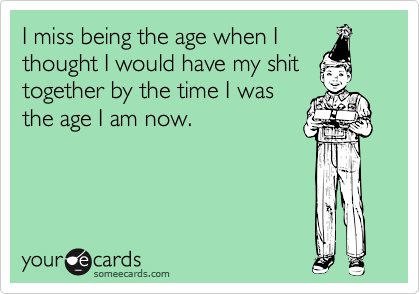 I miss being the age when I
thought I would have my shit
together by the time I was
the age I am now.
your e cards
someecards.com